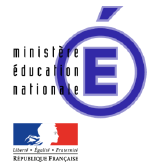 ministère
éducation
nationale
É
Liberté • Égalité • Fraternité
RÉPUBLIQUE FRANÇAISE